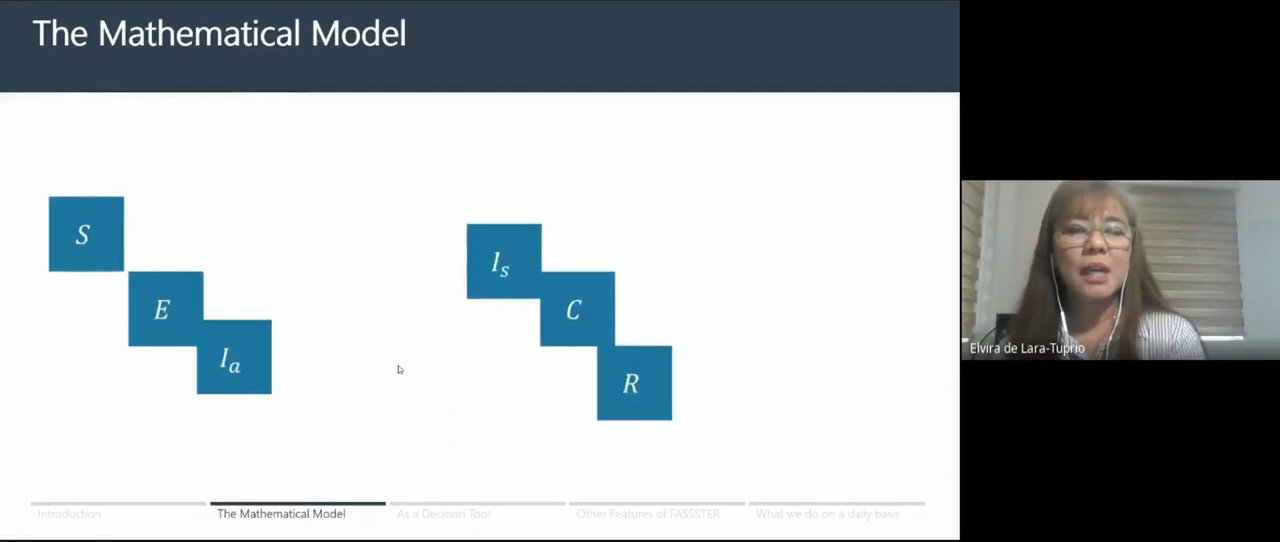 The Mathematical Model
S
E
I_a
I_s
C
R
Elvira de Lara-Tuprio
Introduction
The Mathematical Model
As a Decision Tool
Other Features of FASSSTER
What we do on a daily basis